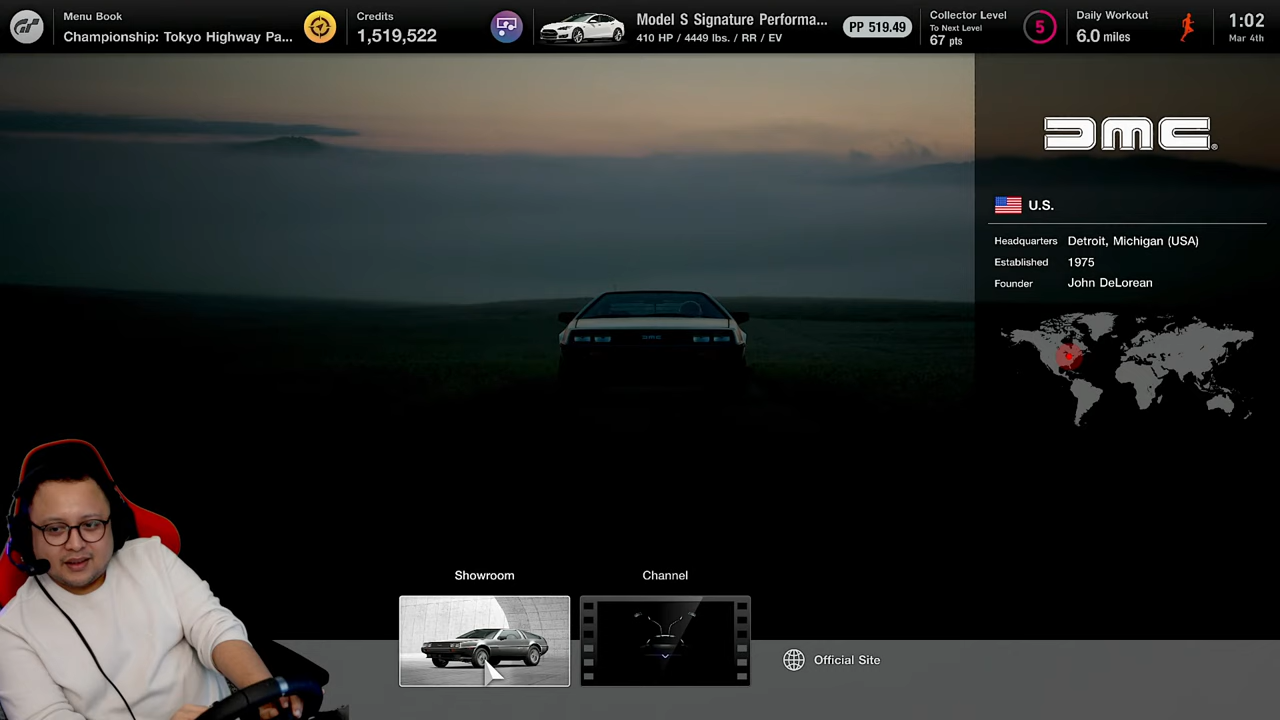 Menu Book
Championship: Tokyo Highway Pa...
Credits
1,519,522
Model S Signature Performa...
410 HP / 4449 lbs. / RR / EV
PP 519.49
Collector Level
To Next Level
67 pts
5
Daily Workout
6.0 miles
1:02
Mar 4th
DMC
U.S.
Headquarters Detroit, Michigan (USA)
Established 1975
Founder John DeLorean
DMC
Showroom
Channel
Official Site